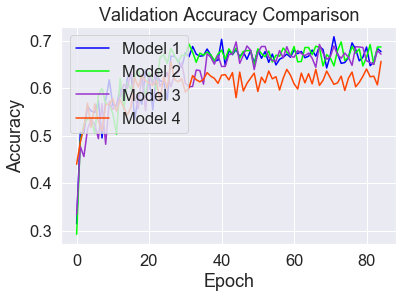 Validation Accuracy Comparison
0.7
0.6
0.5
0.4
0.3
Accuracy
Model 1
Model 2
Model 3
Model 4
0 20 40 60 80
Epoch